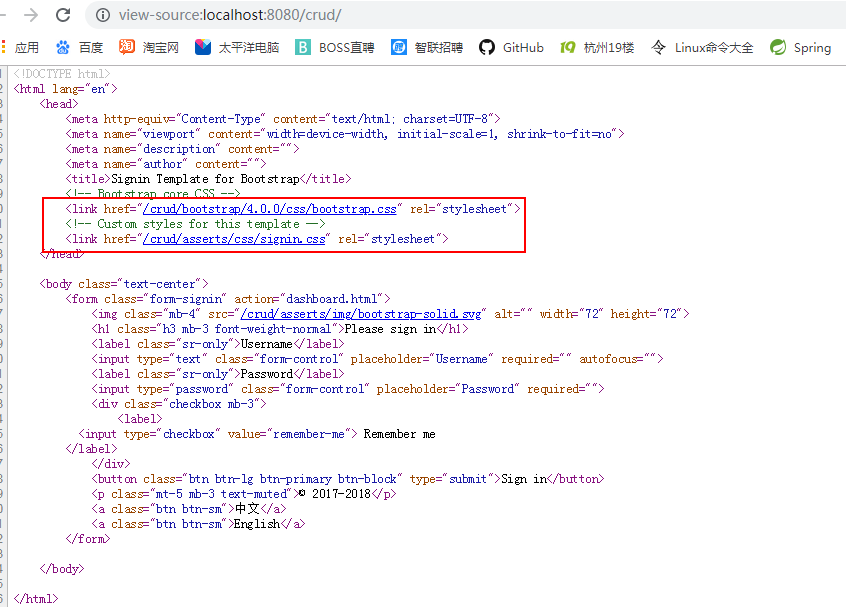 view-source:localhost:8080/crud/
应用 百度 淘宝网 太平洋电脑 BOSS直聘 智联招聘 GitHub 杭州19楼 Linux命令大全 Spring
<!DOCTYPE html>
<html lang="en">
<head>
<meta http-equiv="Content-Type" content="text/html; charset=UTF-8">
<meta name="viewport" content="width=device-width, initial-scale=1, shrink-to-fit=no">
<meta name="description" content="">
<meta name="author" content="">
<title>Signin Template for Bootstrap</title>
<!-- Bootstrap core CSS -->
<link href="/crud/bootstrap/4.0.0/css/bootstrap.css" rel="stylesheet">
<!-- Custom styles for this template -->
<link href="/crud/asserts/css/signin.css" rel="stylesheet">
</head>
<body class="text-center">
<form class="form-signin" action="dashboard.html">
<img class="mb-4" src="/crud/asserts/img/bootstrap-solid.svg" alt="" width="72" height="72">
<h1 class="h3 mb-3 font-weight-normal">Please sign in</h1>
<label class="sr-only">Username</label>
<input type="text" class="form-control" placeholder="Username" required="" autofocus="">
<label class="sr-only">Password</label>
<input type="password" class="form-control" placeholder="Password" required="">
<div class="checkbox mb-3">
<label>
<input type="checkbox" value="remember-me"> Remember me
</label>
</div>
<button class="btn btn-lg btn-primary btn-block" type="submit">Sign in</button>
<p class="mt-5 mb-3 text-muted">© 2017-2018</p>
<a class="btn btn-sm">中文</a>
<a class="btn btn-sm">English</a>
</form>
</body>
</html>